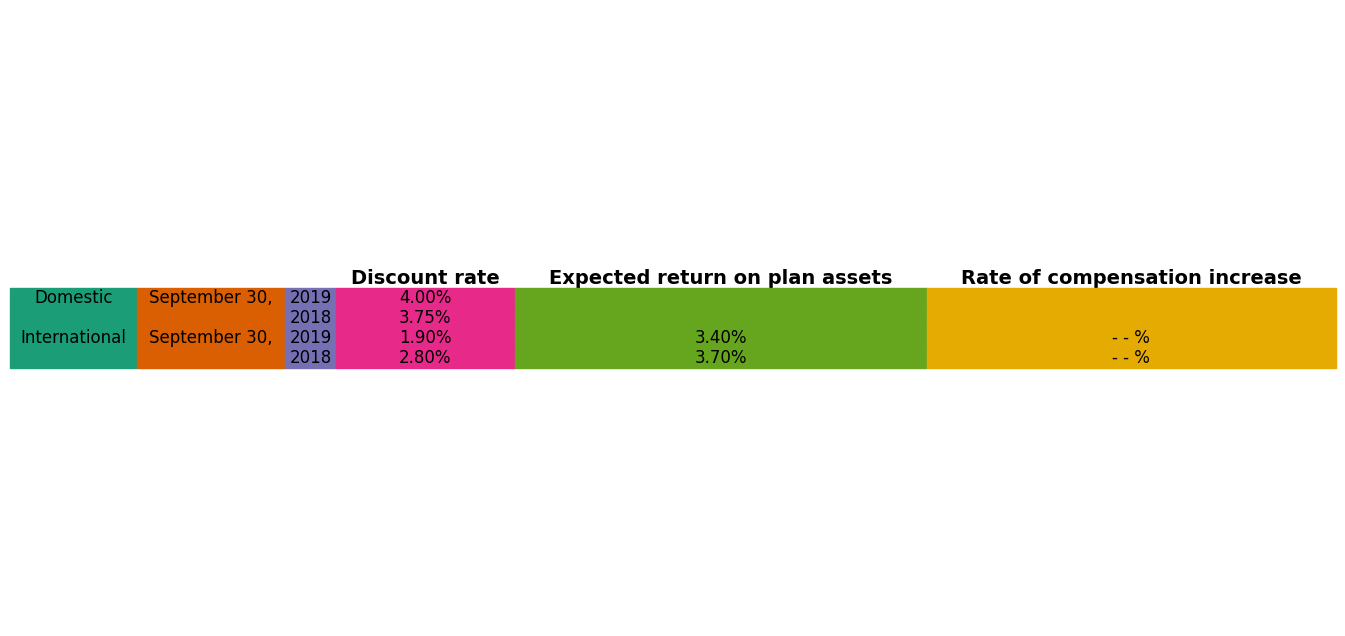 Discount rate Expected return on plan assets Rate of compensation increase
Domestic September 30, 2019 4.00%
2018 3.75%
International September 30, 2019 1.90% 3.40% - - %
2018 2.80% 3.70% - - %